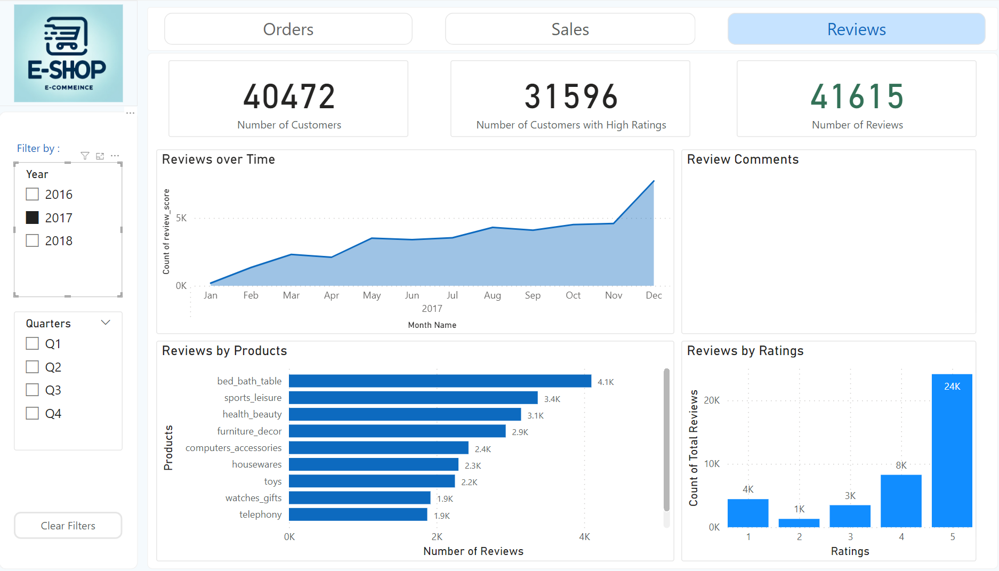 E-SHOP
E-COMMEINCE
Orders
Sales
Reviews
40472
Number of Customers
31596
Number of Customers with High Ratings
41615
Number of Reviews
Filter by :
Year
2016
2017
2018
Quarters
Q1
Q2
Q3
Q4
Clear Filters
Reviews over Time
Count of review_score
5K
0K
Jan Feb Mar Apr May Jun Jul Aug Sep Oct Nov Dec
2017
Month Name
Review Comments
Reviews by Products
Products
bed_bath_table 4.1K
sports_leisure 3.4K
health_beauty 3.1K
furniture_decor 2.9K
computers_accessories 2.4K
housewares 2.3K
toys 2.2K
watches_gifts 1.9K
telephony 1.9K
0K 2K 4K
Number of Reviews
Reviews by Ratings
Count of Total Reviews
20K
10K
0K
4K 1K 3K 8K 24K
1 2 3 4 5
Ratings